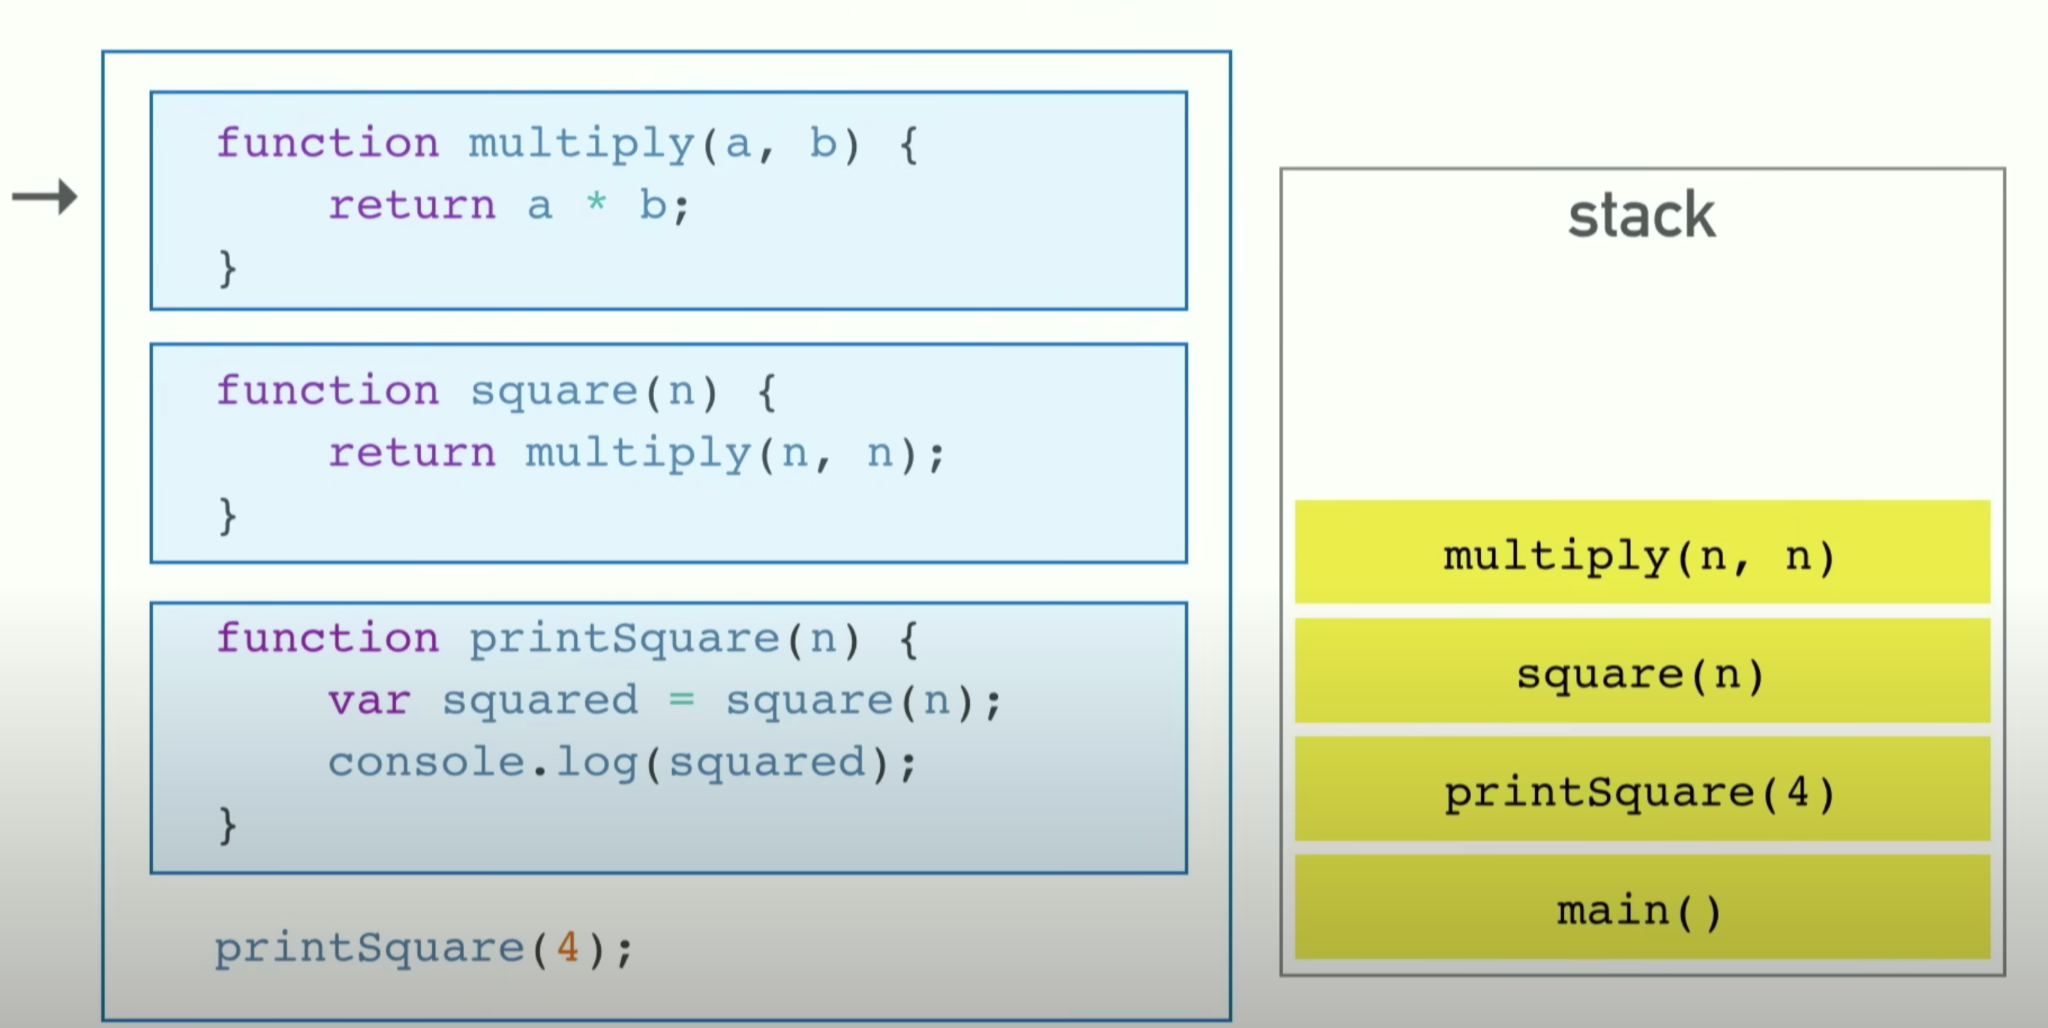 function multiply(a, b) {
    return a * b;
}
function square(n) {
    return multiply(n, n);
}
function printSquare(n) {
    var squared = square(n);
    console.log(squared);
}
printSquare(4);
stack
multiply(n, n)
square(n)
printSquare(4)
main()